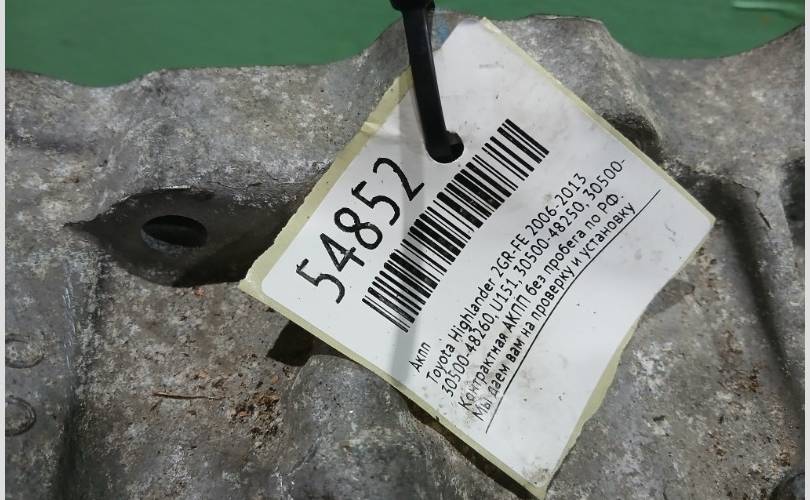 54852
Акпп
Toyota Highlander 2GR-FE 2006-2013
30500-48260, U151, 30500-48250, 30500-
Контрактная АКПП без пробега по РФ
Мы даем вам на проверку и установку